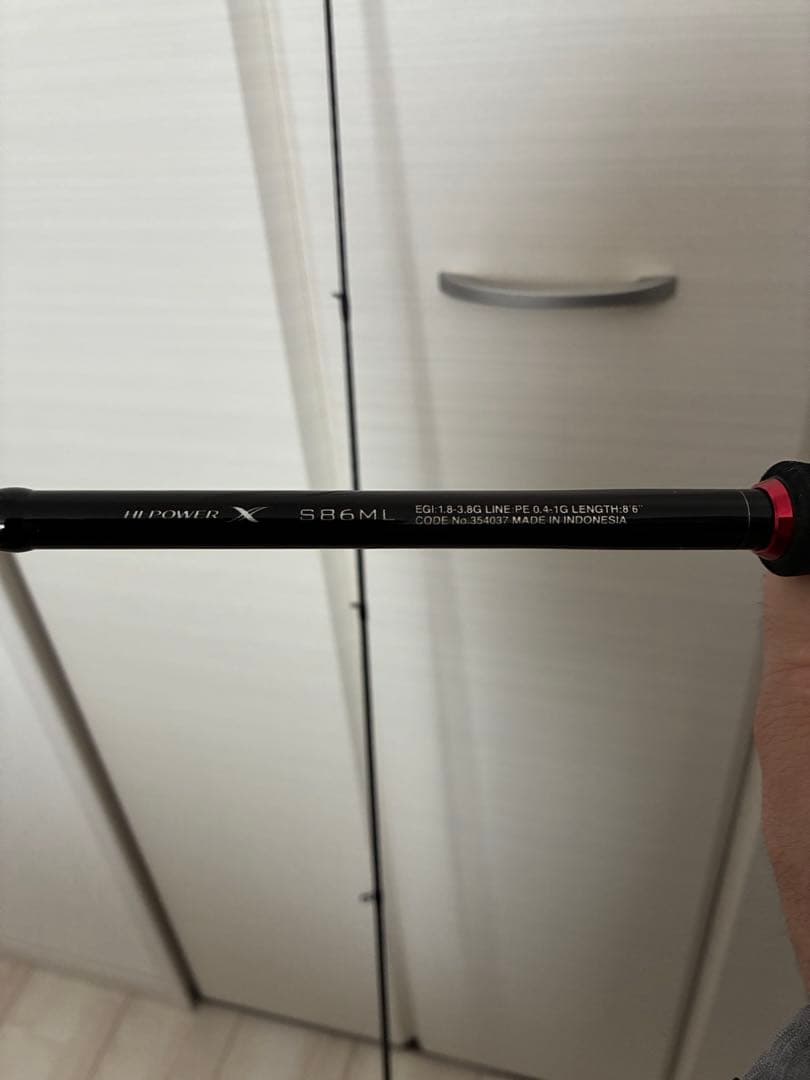 HI-POWER X S86ML
EGI:1.8-3.8G LINE:PE 0.4-1G LENGTH:8'6"
CODE No.354037 MADE IN INDONESIA